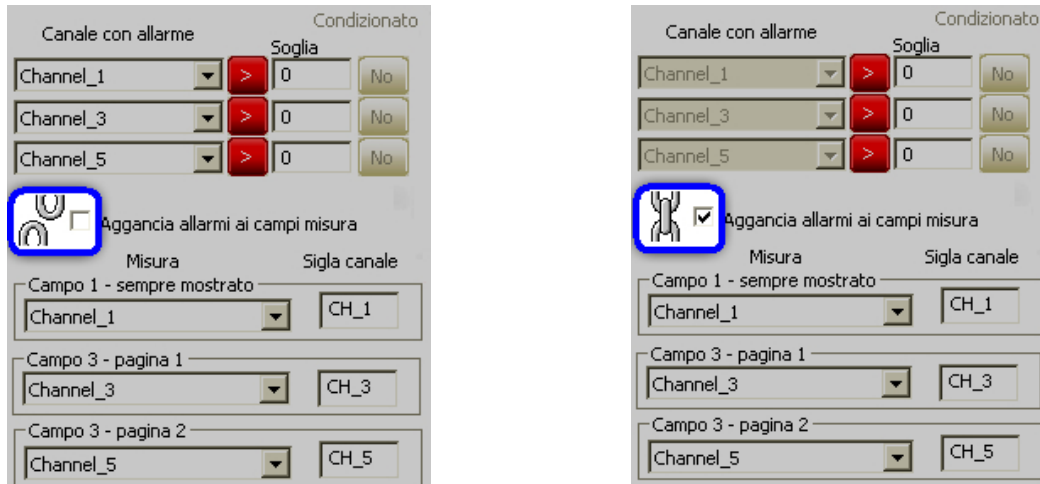 Condizionato
Canale con allarme
Soglia
Channel_1 > 0 No
Channel_3 > 0 No
Channel_5 > 0 No
Aggancia allarmi ai campi misura
Misura Sigla canale
Campo 1 - sempre mostrato
Channel_1 CH_1
Campo 3 - pagina 1
Channel_3 CH_3
Campo 3 - pagina 2
Channel_5 CH_5
Condizionato
Canale con allarme
Soglia
Channel_1 > 0 No
Channel_3 > 0 No
Channel_5 > 0 No
Aggancia allarmi ai campi misura
Misura Sigla canale
Campo 1 - sempre mostrato
Channel_1 CH_1
Campo 3 - pagina 1
Channel_3 CH_3
Campo 3 - pagina 2
Channel_5 CH_5